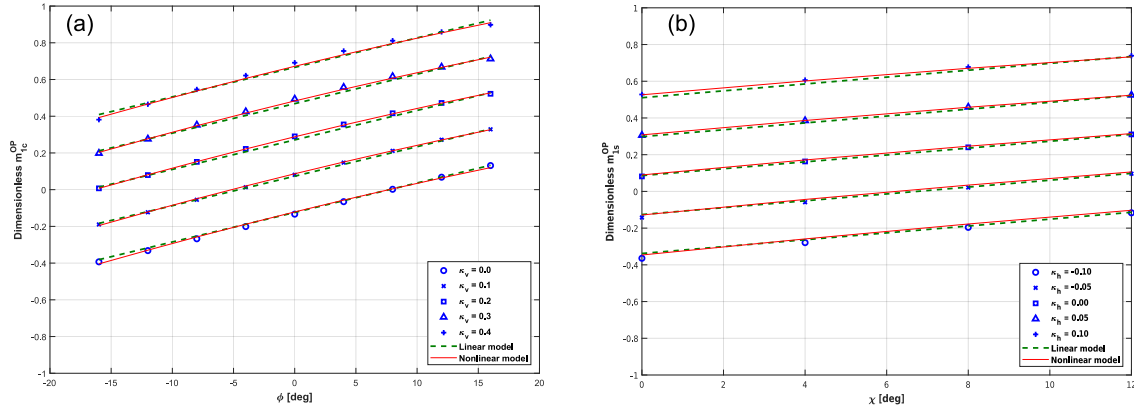 (a)
Dimensionless m₁c^OP
1
0.8
0.6
0.4
0.2
0
-0.2
-0.4
-0.6
-0.8
-1
-20
-15
-10
-5
0
5
10
15
20
ϕ [deg]
κᵥ = 0.0
κᵥ = 0.1
κᵥ = 0.2
κᵥ = 0.3
κᵥ = 0.4
Linear model
Nonlinear model
(b)
Dimensionless m₁s^OP
1
0.8
0.6
0.4
0.2
0
-0.2
-0.4
-0.6
-0.8
-1
0
2
4
6
8
10
12
χ [deg]
κₕ = -0.10
κₕ = -0.05
κₕ = 0.00
κₕ = 0.05
κₕ = 0.10
Linear model
Nonlinear model